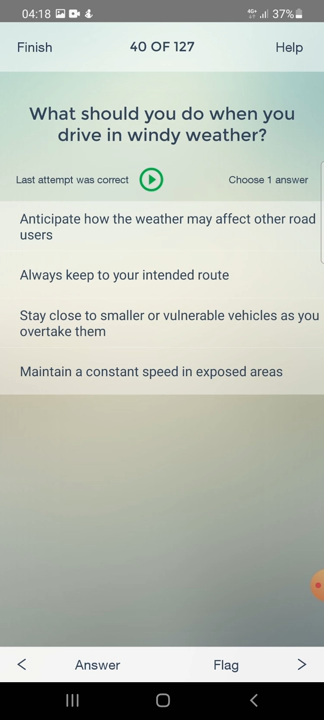 04:18 4G+ 37%
Finish 40 OF 127 Help
What should you do when you
drive in windy weather?
Last attempt was correct Choose 1 answer
Anticipate how the weather may affect other road
users
Always keep to your intended route
Stay close to smaller or vulnerable vehicles as you
overtake them
Maintain a constant speed in exposed areas
< Answer Flag >